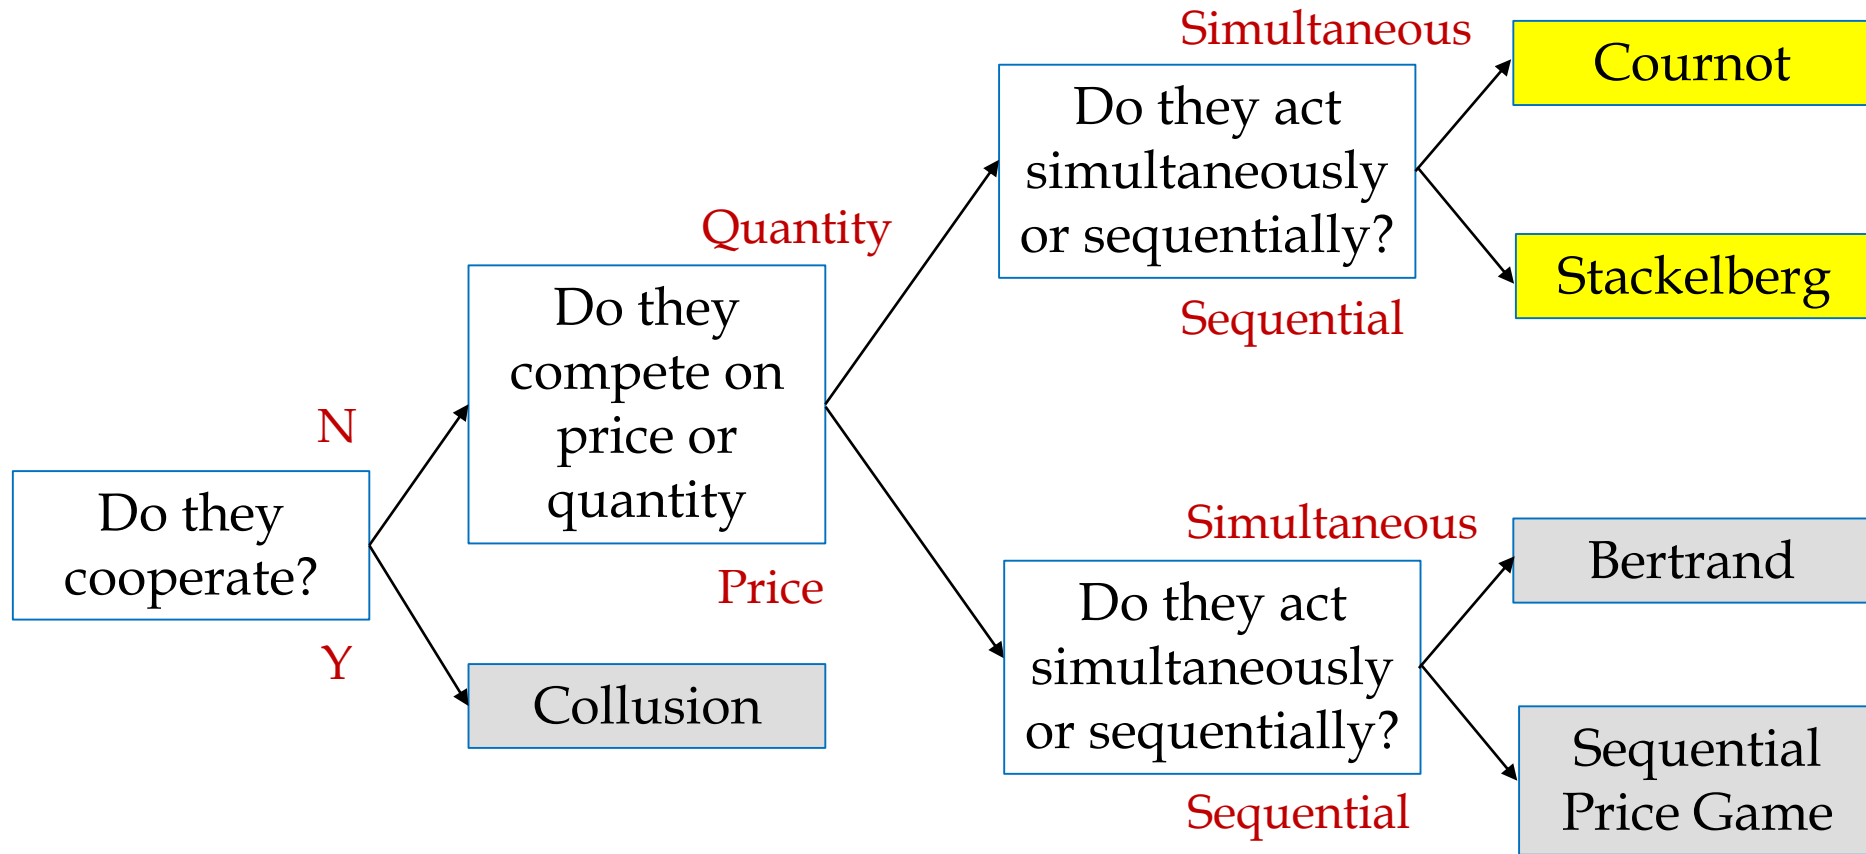 Do they
cooperate?
N
Y
Do they
compete on
price or
quantity
Collusion
Quantity
Price
Do they act
simultaneously
or sequentially?
Simultaneous
Sequential
Cournot
Stackelberg
Do they act
simultaneously
or sequentially?
Simultaneous
Sequential
Bertrand
Sequential
Price Game